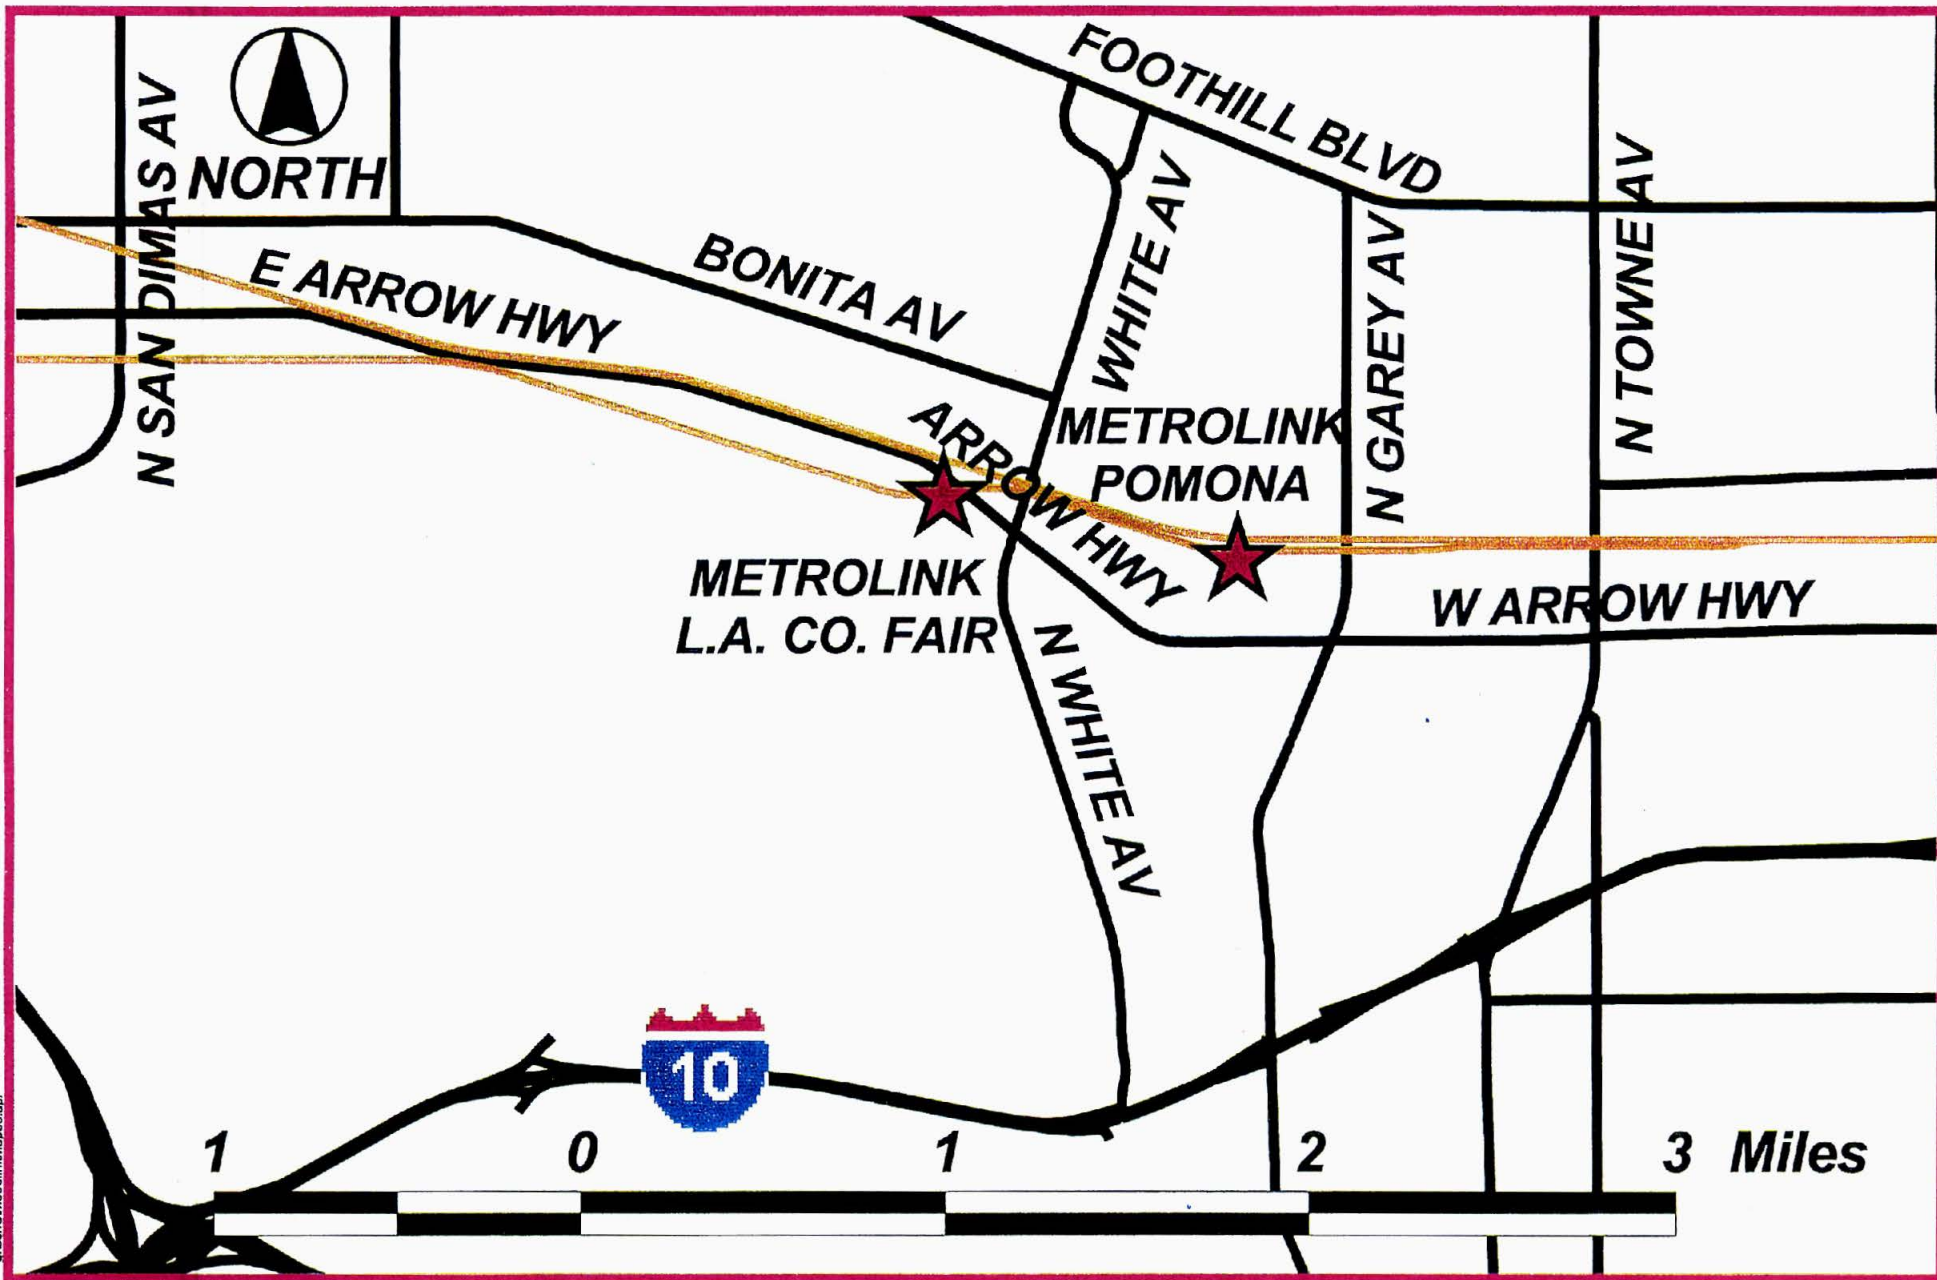 FOOTHILL BLVD
N SAN DIMAS AV
NORTH
WHITE AV
N TOWNE AV
N GAREY AV
BONITA AV
E ARROW HWY
ARROW HWY
METROLINK
POMONA
METROLINK
L.A. CO. FAIR
W ARROW HWY
N WHITE AV
10
1 0 1 2 3 Miles